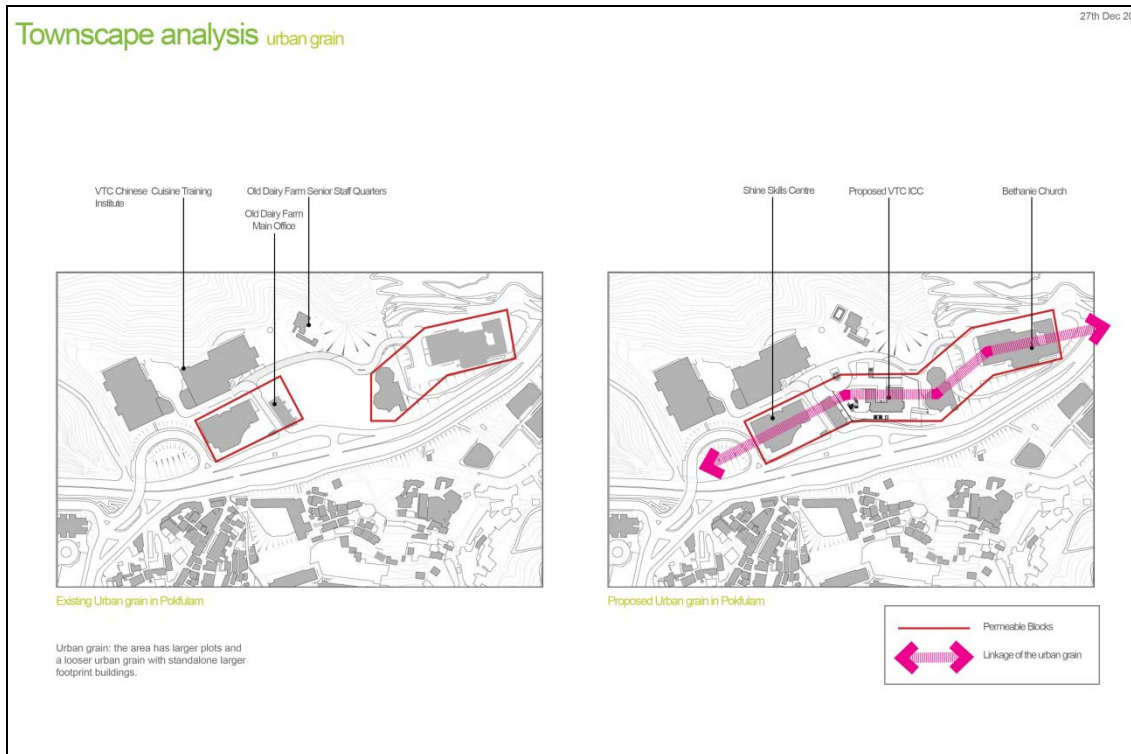 27th Dec 20
Townscape analysis urban grain
VTC Chinese Cuisine Training
Institute
Old Dairy Farm Senior Staff Quarters
Old Dairy Farm
Main Office
Shine Skills Centre
Proposed VTC ICC
Bethanie Church
Existing Urban grain in Pokfulam
Proposed Urban grain in Pokfulam
Urban grain: the area has larger plots and
a looser urban grain with standalone larger
footprint buildings.
Permeable Blocks
Linkage of the urban grain